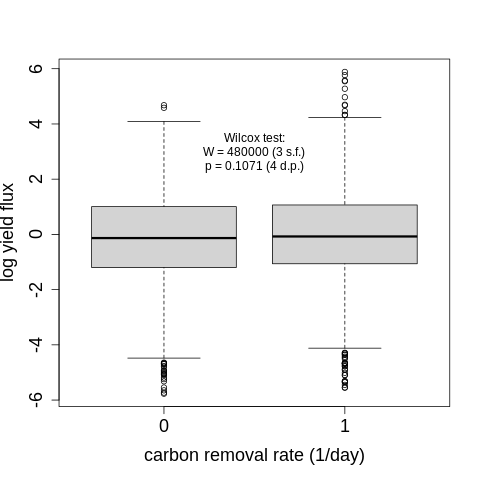 6
4
2
0
-2
-4
-6
log yield flux
Wilcox test:
W = 480000 (3 s.f.)
p = 0.1071 (4 d.p.)
0 1
carbon removal rate (1/day)